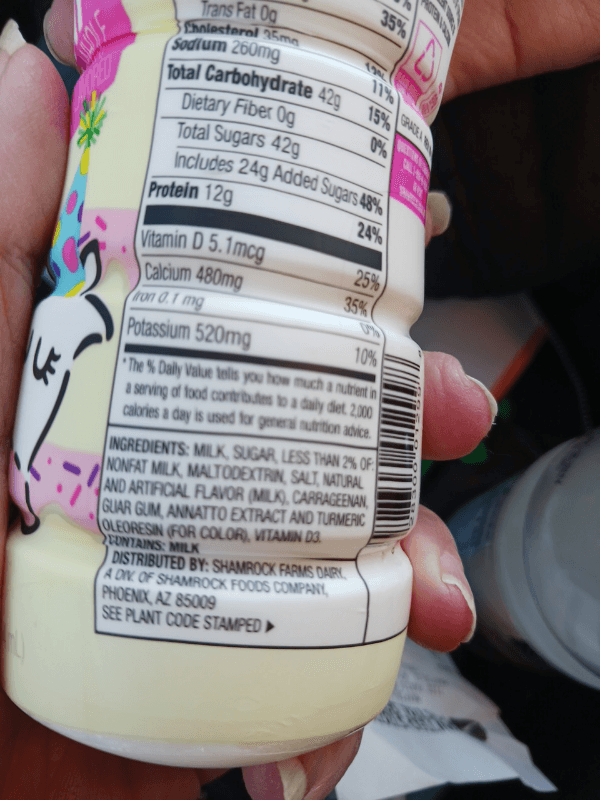 Trans Fat 0g
35%
Cholesterol 35mg
12%
Sodium 260mg
11%
Total Carbohydrate 42g
15%
Dietary Fiber 0g
0%
Total Sugars 42g
Includes 24g Added Sugars 48%
Protein 12g
24%
Vitamin D 5.1mcg
25%
Calcium 480mg
35%
Iron 0.1 mg
0%
Potassium 520mg
10%
*The % Daily Value tells you how much a nutrient in
a serving of food contributes to a daily diet. 2,000
calories a day is used for general nutrition advice.
INGREDIENTS: MILK, SUGAR, LESS THAN 2% OF:
NONFAT MILK, MALTODEXTRIN, SALT, NATURAL
AND ARTIFICIAL FLAVOR (MILK), CARRAGEENAN,
GUAR GUM, ANNATTO EXTRACT AND TURMERIC
OLEORESIN (FOR COLOR), VITAMIN D3.
CONTAINS: MILK
DISTRIBUTED BY: SHAMROCK FARMS DAIRY,
A DIV. OF SHAMROCK FOODS COMPANY,
PHOENIX, AZ 85009
SEE PLANT CODE STAMPED ▶
GRADE A